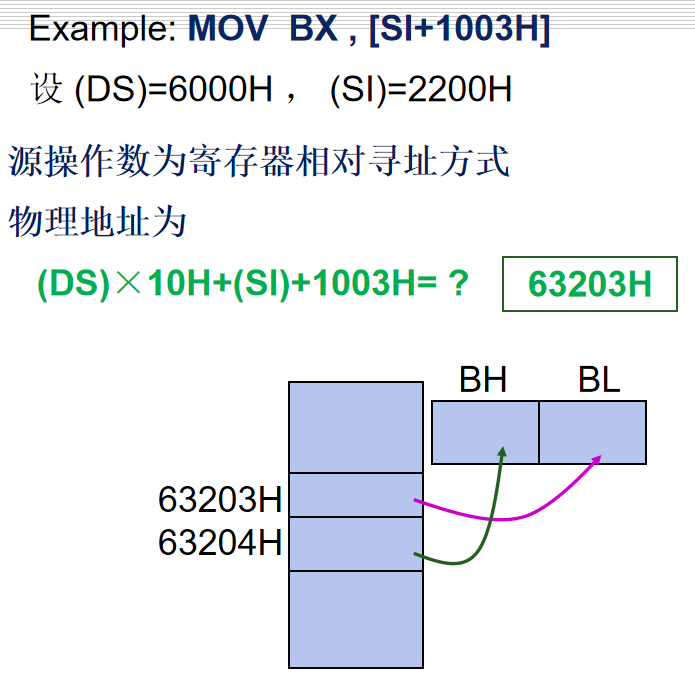 Example: MOV BX , [SI+1003H]
设 (DS)=6000H ， (SI)=2200H
源操作数为寄存器相对寻址方式
物理地址为
(DS)×10H+(SI)+1003H= ? 63203H
BH BL
63203H
63204H